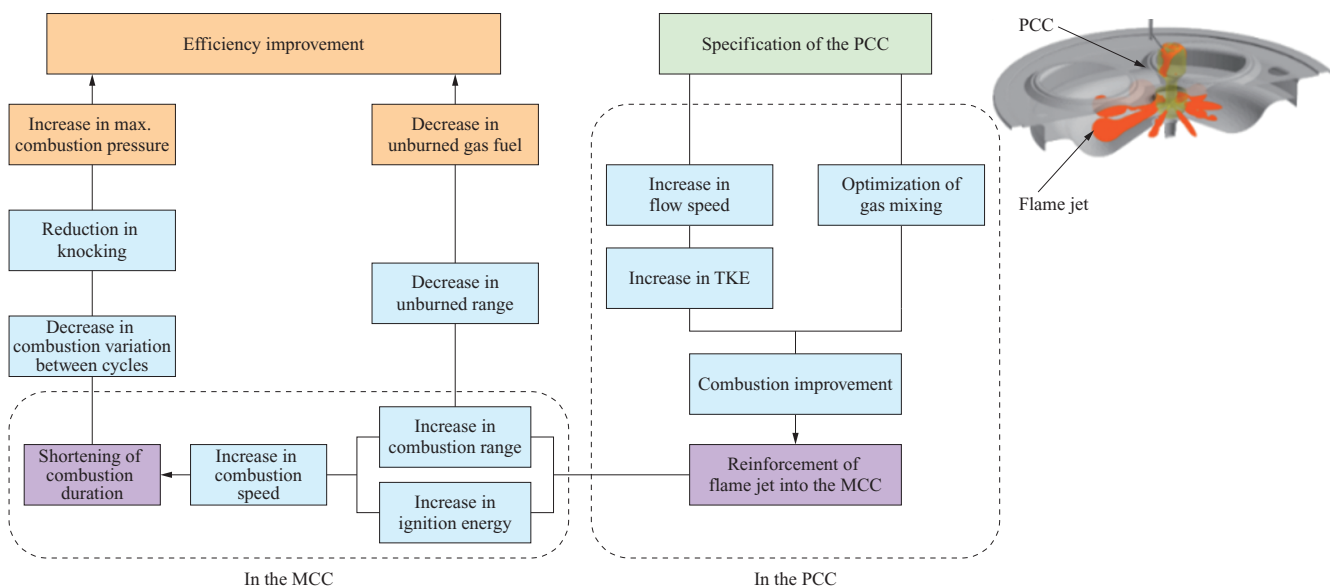 Efficiency improvement
Specification of the PCC
PCC
Increase in max.
combustion pressure
Decrease in
unburned gas fuel
Increase in
flow speed
Optimization of
gas mixing
Flame jet
Reduction in
knocking
Decrease in
unburned range
Increase in TKE
Decrease in
combustion variation
between cycles
Combustion improvement
Shortening of
combustion
duration
Increase in
combustion
speed
Increase in
combustion range
Increase in
ignition energy
Reinforcement of
flame jet into the MCC
In the MCC
In the PCC